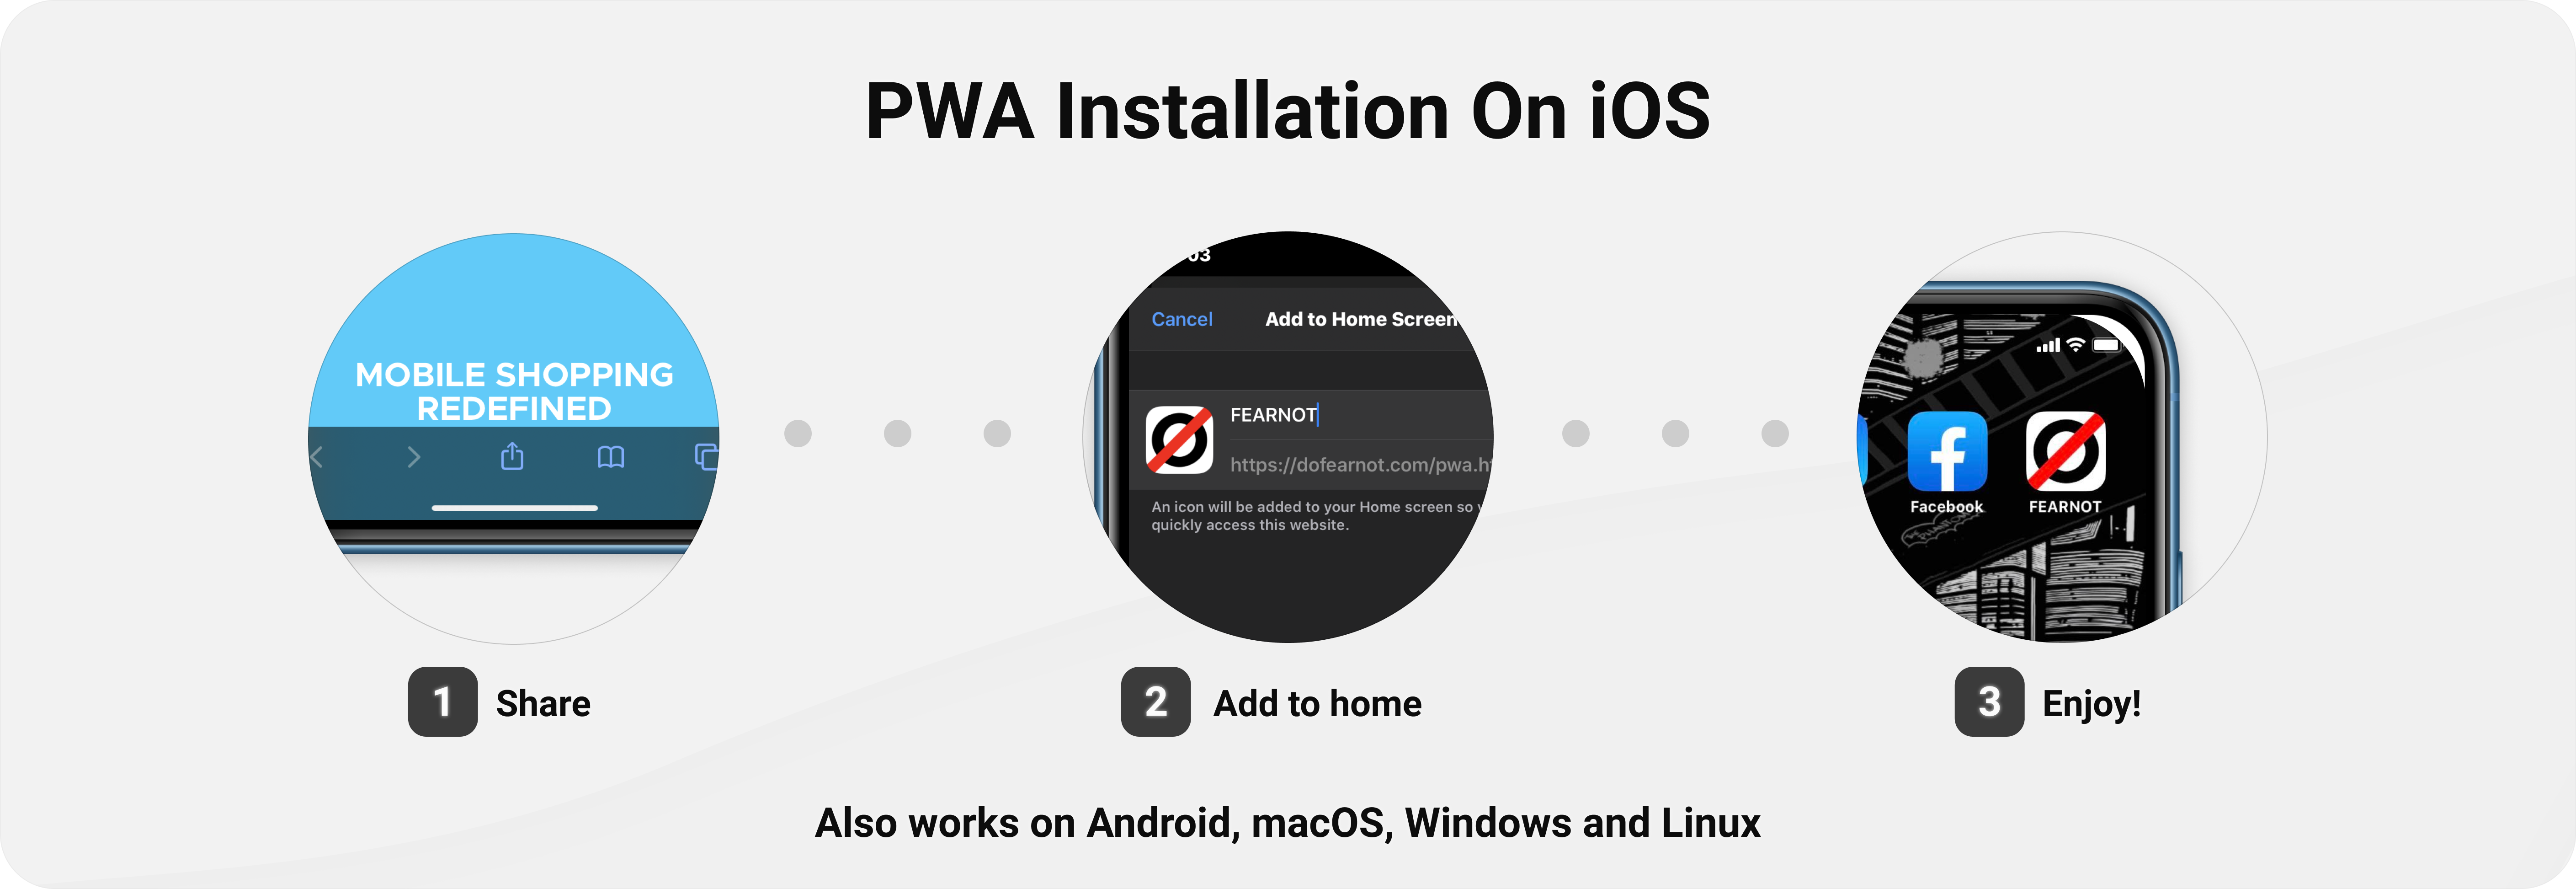 PWA Installation On iOS
MOBILE SHOPPING
REDEFINED
03
Cancel
Add to Home Screen
FEARNOT
https://dofearnot.com/pwa.h
An icon will be added to your Home screen so
quickly access this website.
Facebook
FEARNOT
1 Share
2 Add to home
3 Enjoy!
Also works on Android, macOS, Windows and Linux